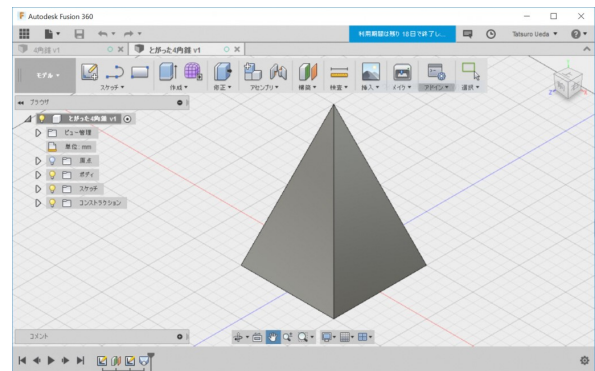 Autodesk Fusion 360
利用期間は残り 18日で終了し...
Tatsuro Ueda
4角錐 v1
とがった4角錐 v1
モデル
スケッチ
作成
修正
アセンブリ
構築
検査
挿入
メイク
アドイン
選択
ブラウザ
とがった4角錐 v1
ビュー管理
単位: mm
原点
ボディ
スケッチ
コンストラクション
コメント